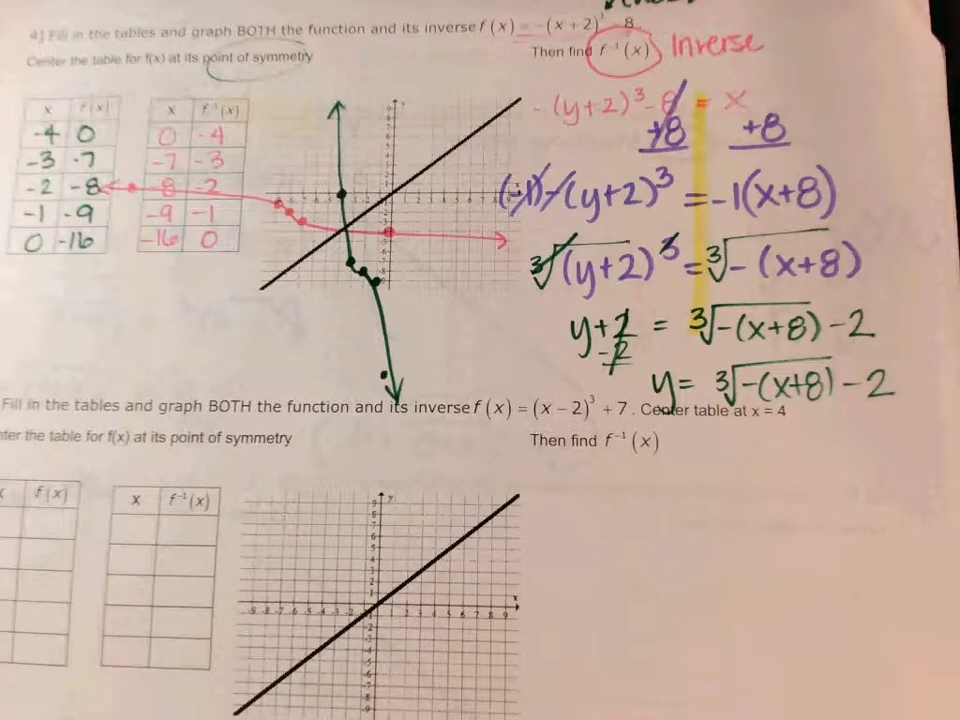 4) Fill in the tables and graph BOTH the function and its inverse f (x) = -(x + 2)³ - 8
Center the table for f(x) at its point of symmetry
Then find f⁻¹(x) Inverse
x f(x)
-4 0
-3 -7
-2 -8
-1 -9
0 -16
x f⁻¹(x)
0 -4
-7 -3
-8 -2
-9 -1
-16 0
-(y+2)³-8 = x
+8 +8
(-1) -(y+2)³ = -1(x+8)
³√(y+2)³ = ³√-(x+8)
y+2 = ³√-(x+8) -2
-2
y = ³√-(x+8) -2
Fill in the tables and graph BOTH the function and its inverse f (x) = (x - 2)³ + 7. Center table at x = 4
ter the table for f(x) at its point of symmetry
Then find f⁻¹(x)
x f(x)
x f⁻¹(x)